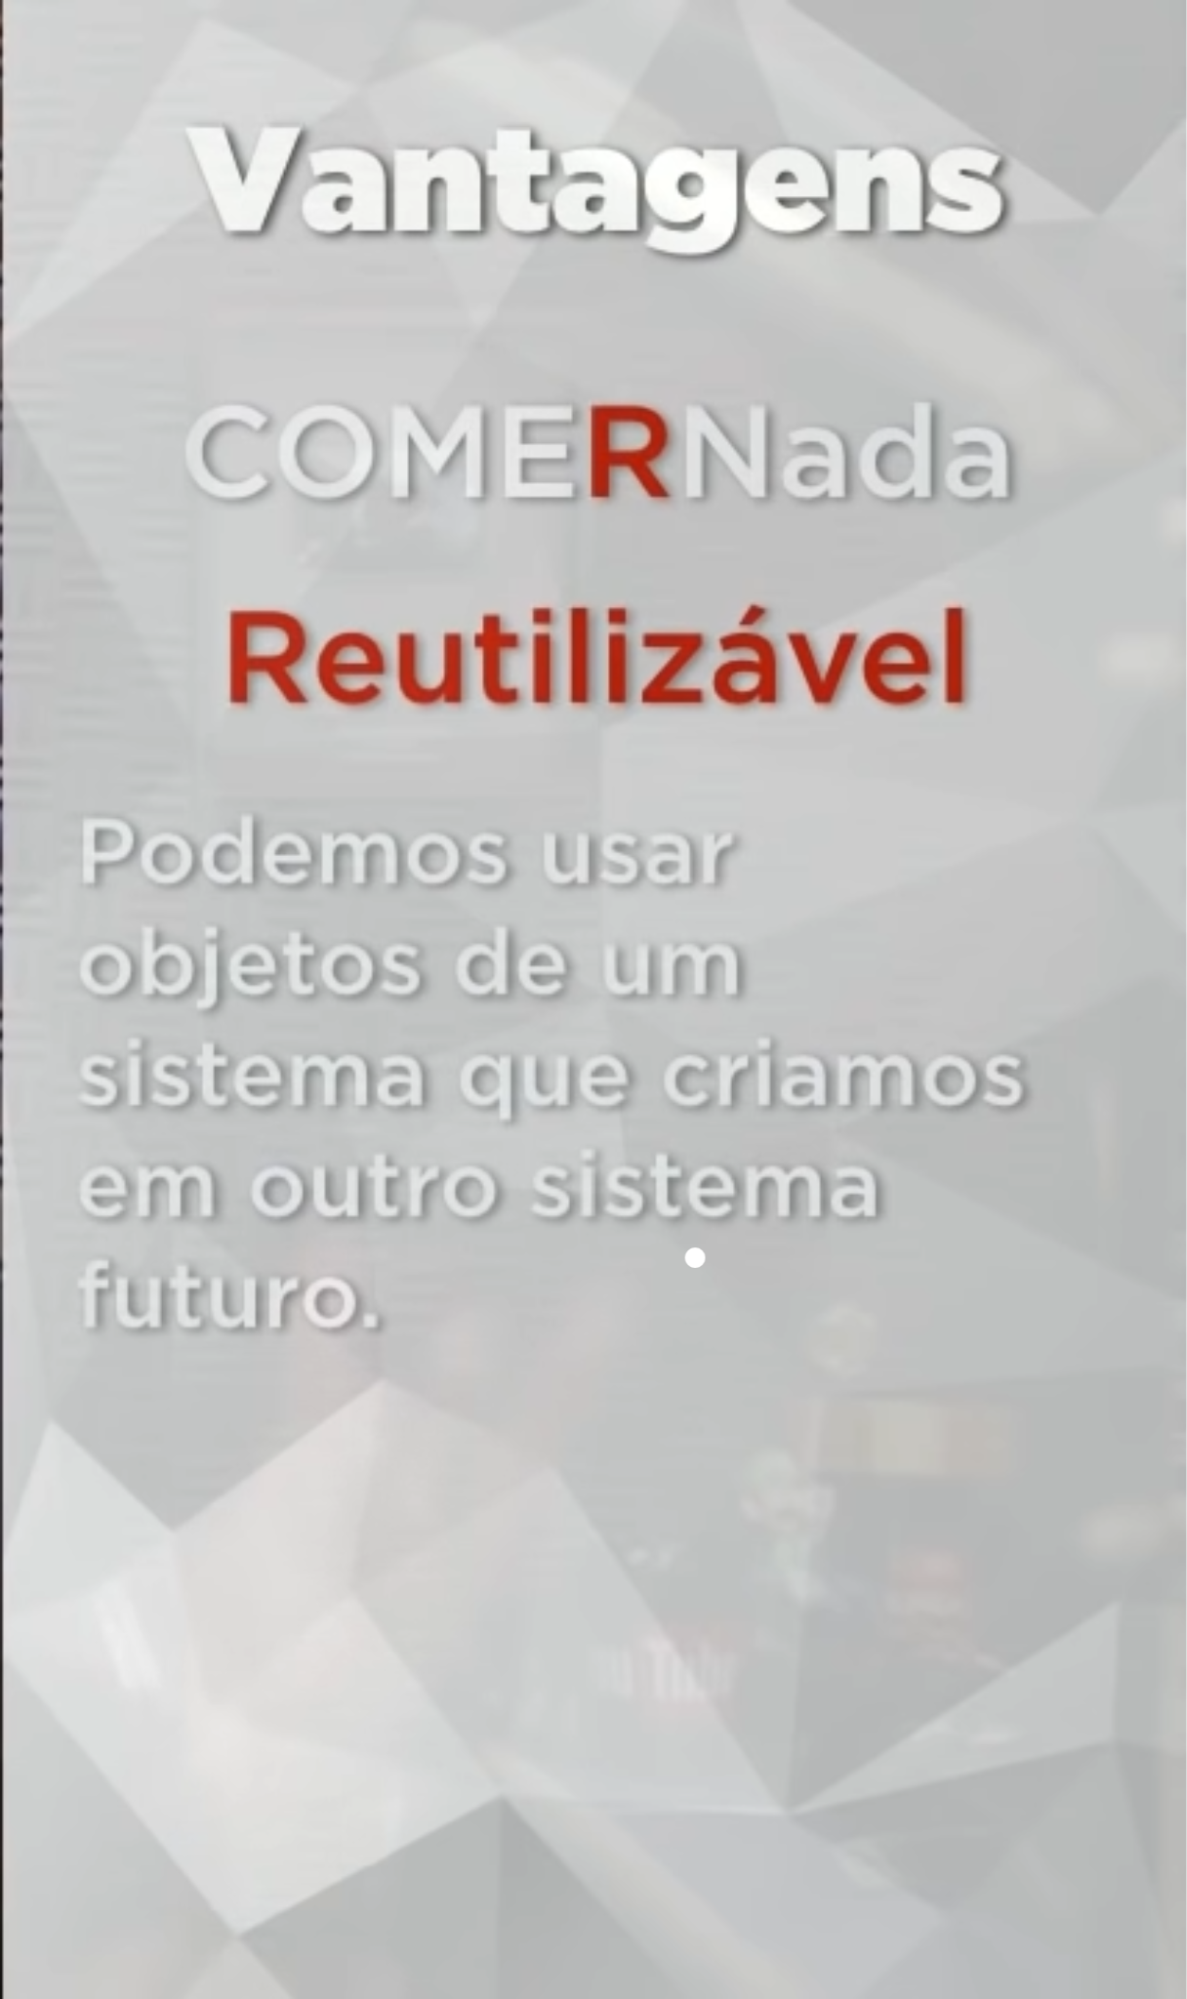 Vantagens
COMERNada
Reutilizável
Podemos usar
objetos de um
sistema que criamos
em outro sistema
futuro.